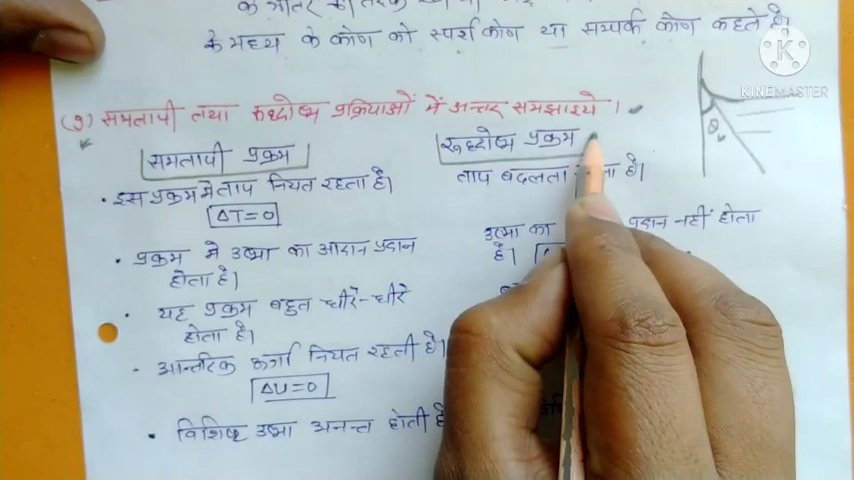 के मध्य के कोण को स्पर्श कोण या सम्पर्क कोण कहते है।
KINEMASTER
(9) समतापी तथा रूद्दोष्म प्रक्रियाओं में अन्तर समझाइये।
समतापी प्रक्रम
रूद्दोष्म प्रक्रम
• इस प्रक्रम मे ताप नियत रहता है।
ताप बदलता है।
ΔT=0
• प्रक्रम मे उष्मा का आदान प्रदान
होता है।
उष्मा का प्रदान नहीं होता
है।
• यह प्रक्रम बहुत धीरे-धीरे
होता है।
• आन्तरिक ऊर्जा नियत रहती है।
ΔU=0
• विशिष्ट उष्मा अनन्त होती है
θ